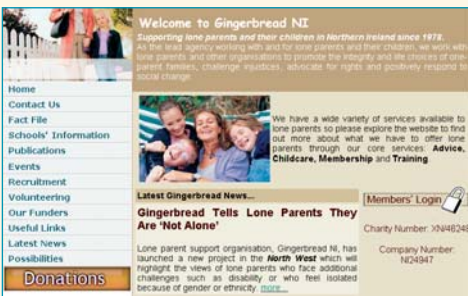 Welcome to Gingerbread NI
Supporting lone parents and their children in Northern Ireland since 1978.
As the lead agency working with and for lone parents and their children, we work with
lone parents and other organisations to promote the integrity and life choices of one-
parent families, challenge injustices, advocate for rights and positively respond to
social change.
Home
Contact Us
Fact File
Schools' Information
Publications
Events
Recruitment
Volunteering
Our Funders
Useful Links
Latest News
Possibilities
Donations
We have a wide variety of services available to
lone parents so please explore the website to find
out more about what we have to offer lone
parents through our core services: Advice,
Childcare, Membership and Training.
Latest Gingerbread News...
Gingerbread Tells Lone Parents They
Are 'Not Alone'
Lone parent support organisation, Gingerbread NI, has
launched a new project in the North West which will
highlight the views of lone parents who face additional
challenges such as disability or who feel isolated
because of gender or ethnicity. more...
Members' Login
Charity Number: XN/48248
Company Number:
NI24947